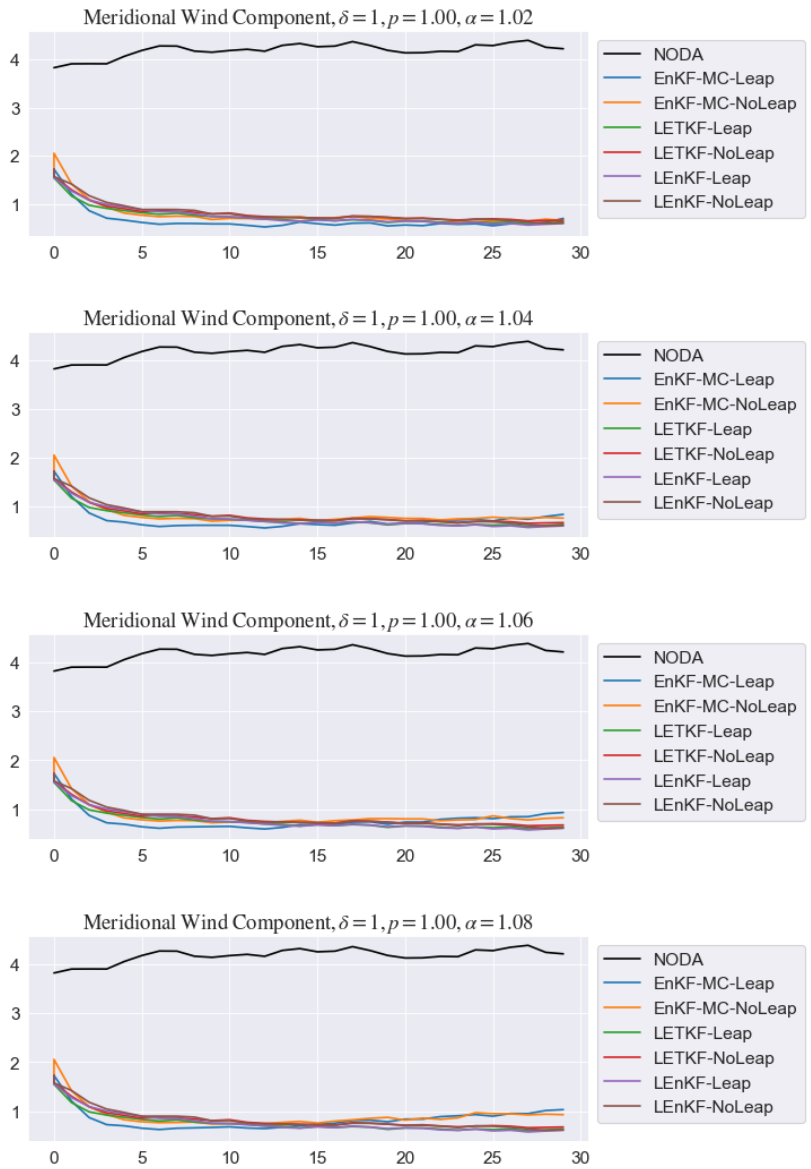 Meridional Wind Component, δ = 1, p = 1.00, α = 1.02
4
3
2
1
0 5 10 15 20 25 30
NODA
EnKF-MC-Leap
EnKF-MC-NoLeap
LETKF-Leap
LETKF-NoLeap
LEnKF-Leap
LEnKF-NoLeap
Meridional Wind Component, δ = 1, p = 1.00, α = 1.04
4
3
2
1
0 5 10 15 20 25 30
NODA
EnKF-MC-Leap
EnKF-MC-NoLeap
LETKF-Leap
LETKF-NoLeap
LEnKF-Leap
LEnKF-NoLeap
Meridional Wind Component, δ = 1, p = 1.00, α = 1.06
4
3
2
1
0 5 10 15 20 25 30
NODA
EnKF-MC-Leap
EnKF-MC-NoLeap
LETKF-Leap
LETKF-NoLeap
LEnKF-Leap
LEnKF-NoLeap
Meridional Wind Component, δ = 1, p = 1.00, α = 1.08
4
3
2
1
0 5 10 15 20 25 30
NODA
EnKF-MC-Leap
EnKF-MC-NoLeap
LETKF-Leap
LETKF-NoLeap
LEnKF-Leap
LEnKF-NoLeap